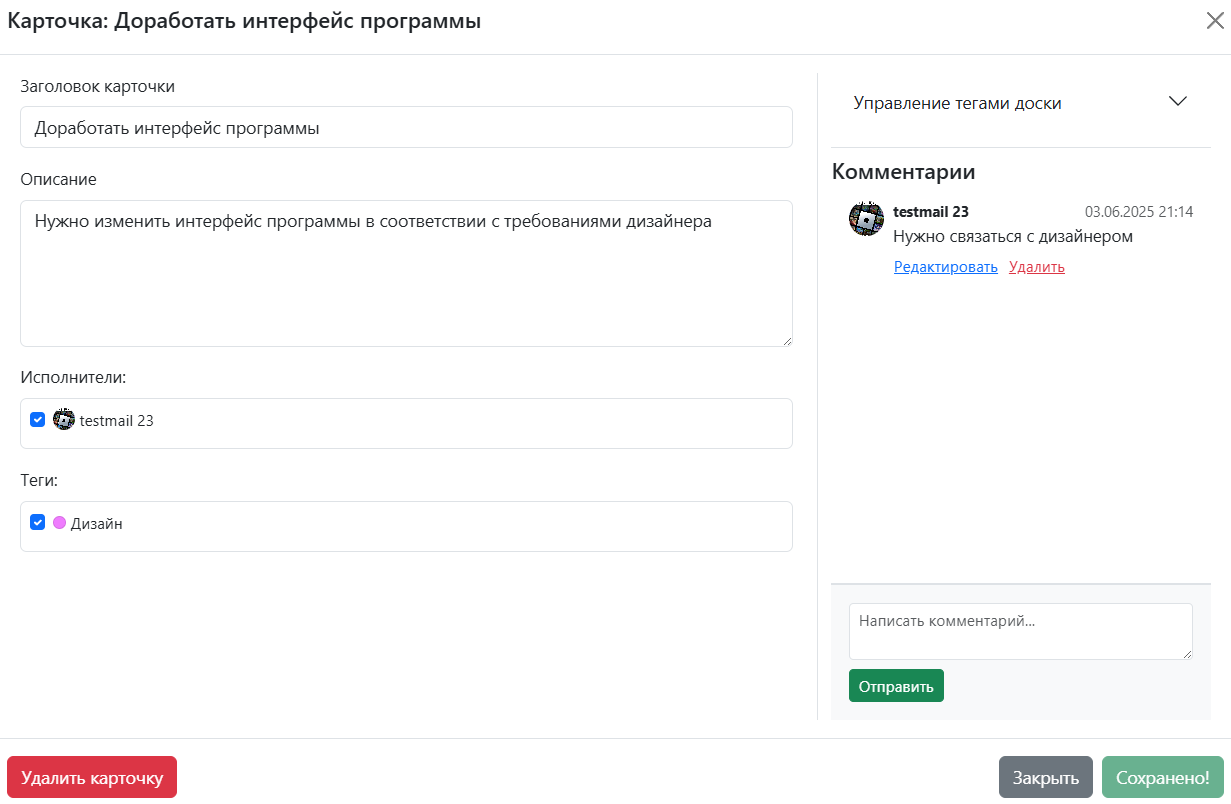 Карточка: Доработать интерфейс программы
Заголовок карточки
Доработать интерфейс программы
Описание
Нужно изменить интерфейс программы в соответствии с требованиями дизайнера
Исполнители:
testmail 23
Теги:
Дизайн
Управление тегами доски
Комментарии
testmail 23 03.06.2025 21:14
Нужно связаться с дизайнером
Редактировать Удалить
Написать комментарий...
Отправить
Удалить карточку Закрыть Сохранено!